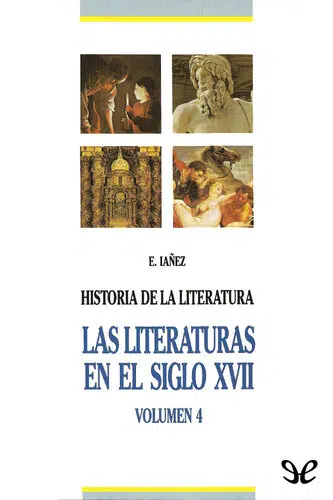 E. IAÑEZ
HISTORIA DE LA LITERATURA
LAS LITERATURAS
EN EL SIGLO XVII
VOLUMEN 4